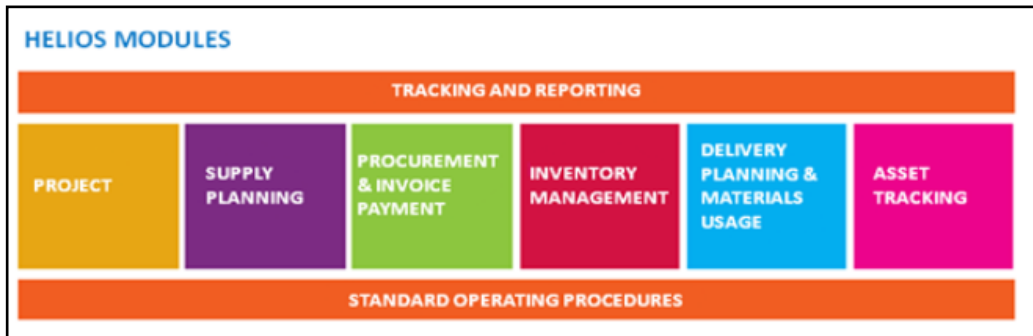 HELIOS MODULES
TRACKING AND REPORTING
PROJECT
SUPPLY
PLANNING
PROCUREMENT
& INVOICE
PAYMENT
INVENTORY
MANAGEMENT
DELIVERY
PLANNING &
MATERIALS
USAGE
ASSET
TRACKING
STANDARD OPERATING PROCEDURES